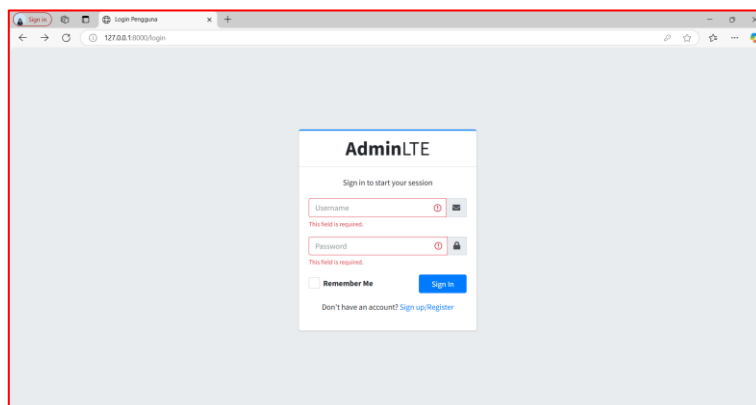 Sign in
Login Pengguna
127.0.0.1:8000/login
AdminLTE
Sign in to start your session
Username
This field is required.
Password
This field is required.
Remember Me
Sign In
Don't have an account? Sign up/Register